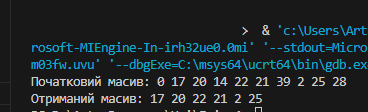 > & 'c:\Users\Art
rosoft-MIEngine-In-irh32ue0.0mi' '--stdout=Micro
m03fw.uvu' '--dbgExe=C:\msys64\ucrt64\bin\gdb.ex
Початковий масив: 0 17 20 14 22 21 39 2 25 28
Отриманий масив: 17 20 22 21 2 25